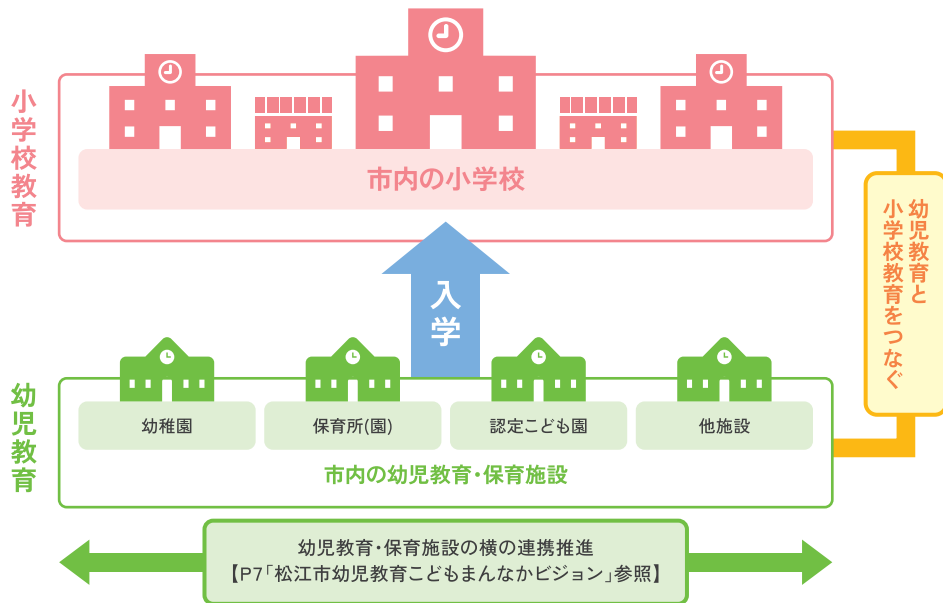 小学校教育
市内の小学校
入学
幼児教育と
小学校教育をつなぐ
幼児教育
幼稚園
保育所(園)
認定こども園
他施設
市内の幼児教育・保育施設
幼児教育・保育施設の横の連携推進
【P7「松江市幼児教育こどもまんなかビジョン」参照】